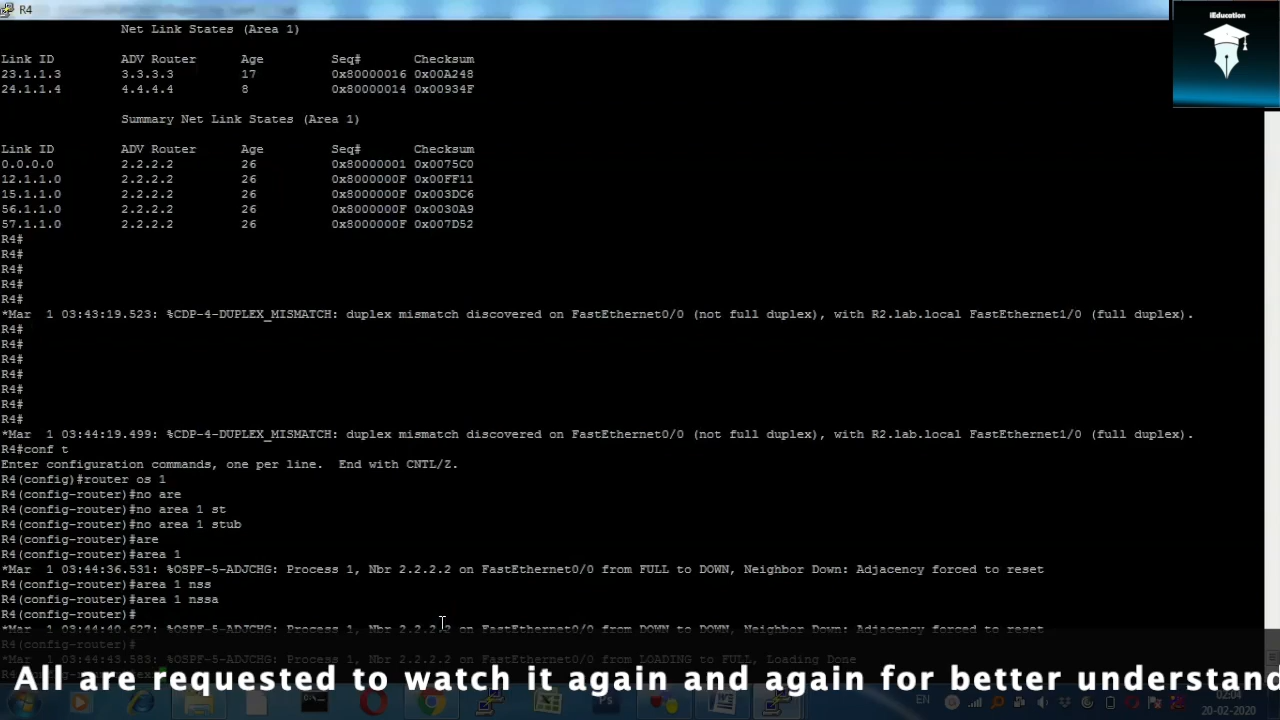 R4
iEducation
Net Link States (Area 1)
Link ID ADV Router Age Seq# Checksum
23.1.1.3 3.3.3.3 17 0x80000016 0x00A248
24.1.1.4 4.4.4.4 8 0x80000014 0x00934F
Summary Net Link States (Area 1)
Link ID ADV Router Age Seq# Checksum
0.0.0.0 2.2.2.2 26 0x80000001 0x0075C0
12.1.1.0 2.2.2.2 26 0x8000000F 0x00FF11
15.1.1.0 2.2.2.2 26 0x8000000F 0x003DC6
56.1.1.0 2.2.2.2 26 0x8000000F 0x0030A9
57.1.1.0 2.2.2.2 26 0x8000000F 0x007D52
R4#
R4#
R4#
R4#
R4#
*Mar 1 03:43:19.523: %CDP-4-DUPLEX_MISMATCH: duplex mismatch discovered on FastEthernet0/0 (not full duplex), with R2.lab.local FastEthernet1/0 (full duplex).
R4#
R4#
R4#
R4#
R4#
R4#
R4#
*Mar 1 03:44:19.499: %CDP-4-DUPLEX_MISMATCH: duplex mismatch discovered on FastEthernet0/0 (not full duplex), with R2.lab.local FastEthernet1/0 (full duplex).
R4#conf t
Enter configuration commands, one per line. End with CNTL/Z.
R4(config)#router os 1
R4(config-router)#no are
R4(config-router)#no area 1 st
R4(config-router)#no area 1 stub
R4(config-router)#are
R4(config-router)#area 1
*Mar 1 03:44:36.531: %OSPF-5-ADJCHG: Process 1, Nbr 2.2.2.2 on FastEthernet0/0 from FULL to DOWN, Neighbor Down: Adjacency forced to reset
R4(config-router)#area 1 nss
R4(config-router)#area 1 nssa
R4(config-router)#
*Mar 1 03:44:40.627: %OSPF-5-ADJCHG: Process 1, Nbr 2.2.2.2 on FastEthernet0/0 from DOWN to DOWN, Neighbor Down: Adjacency forced to reset
R4(config-router)#
*Mar 1 03:44:43.583: %OSPF-5-ADJCHG: Process 1, Nbr 2.2.2.2 on FastEthernet0/0 from LOADING to FULL, Loading Done
All are requested to watch it again and again for better understand
EN
02:04
20-02-2020